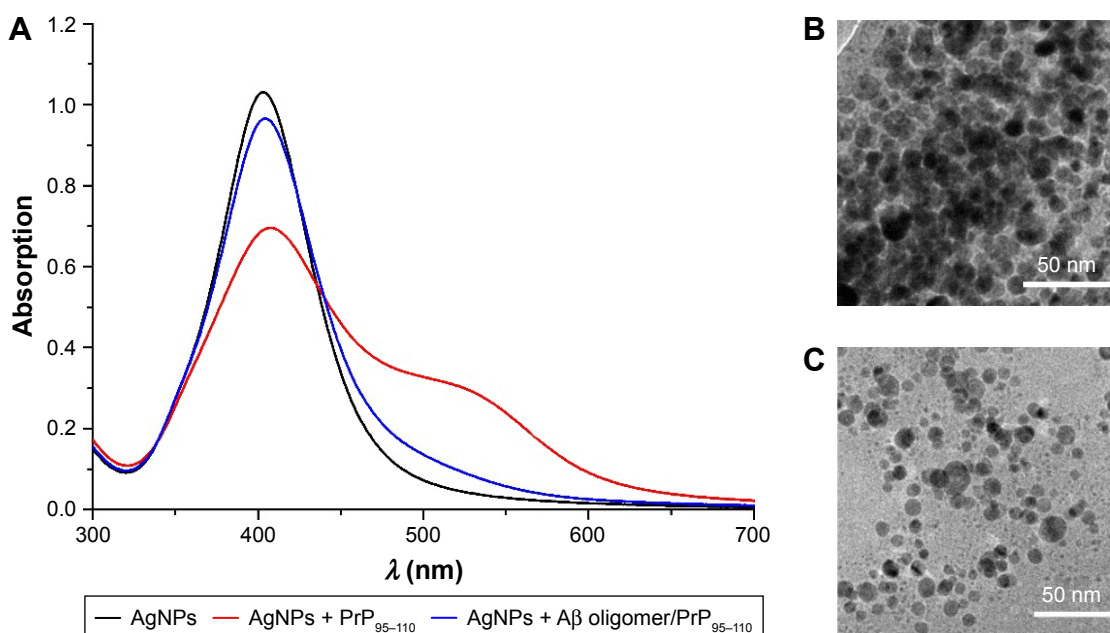 A
1.2
1.0
0.8
0.6
0.4
0.2
0.0
Absorption
300 400 500 600 700
λ (nm)
AgNPs AgNPs + PrP₉₅₋₁₁₀ AgNPs + Aβ oligomer/PrP₉₅₋₁₁₀
B
50 nm
C
50 nm